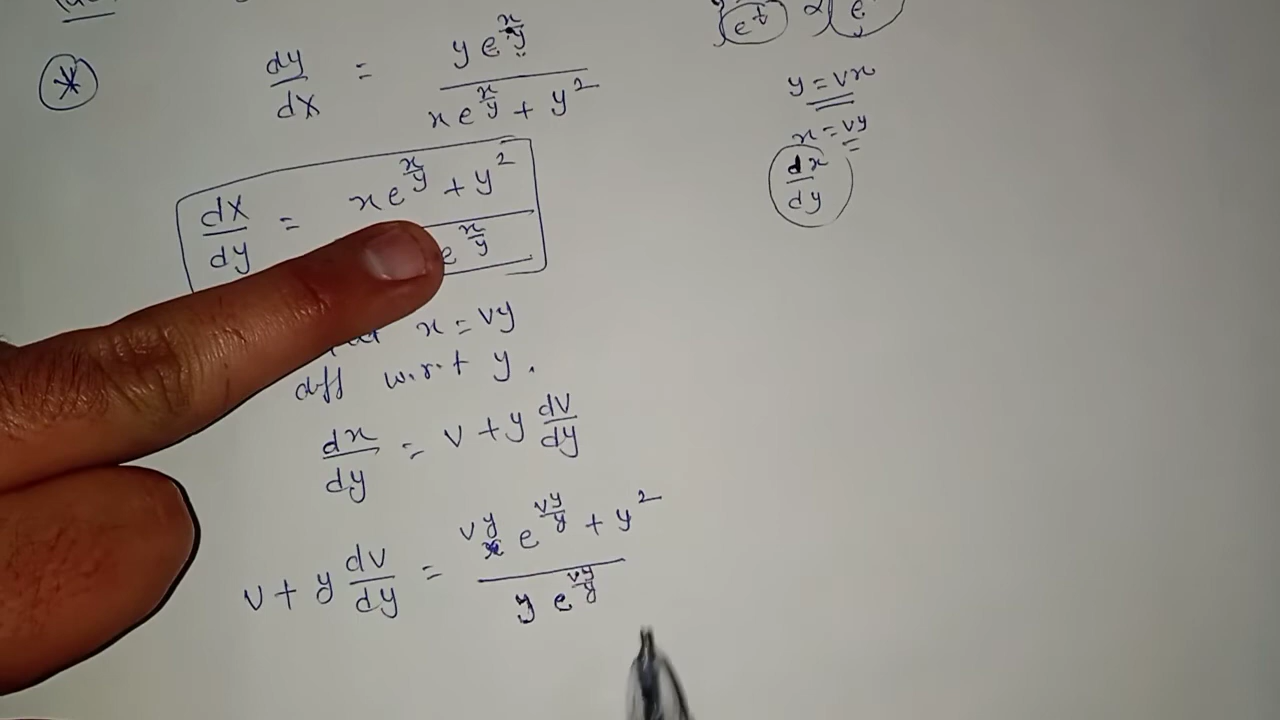 * dy/dx = y e^(x/y) / x e^(x/y) + y²
dX/dy = x e^(x/y) + y² / e^(x/y)
x = vy
diff w.r.t y.
dx/dy = v + y dv/dy
v + y dv/dy = vy e^(vy/y) + y² / y e^(vy/y)
e^t
y = vx
x = vy
dx/dy